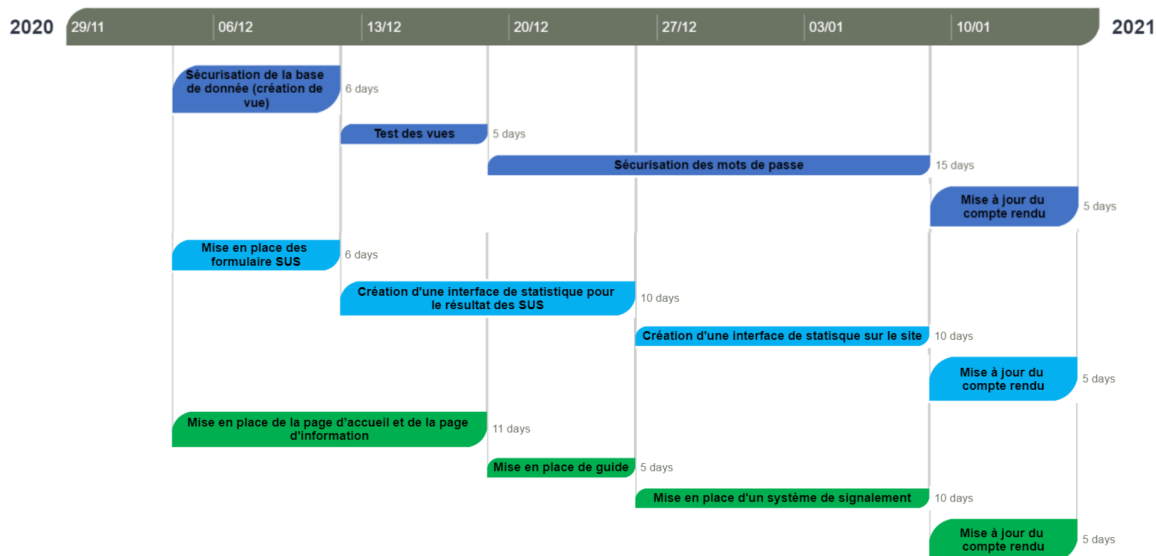 2020
29/11
06/12
13/12
20/12
27/12
03/01
10/01
2021
Sécurisation de la base
de donnée (création de
vue)
6 days
Test des vues
5 days
Sécurisation des mots de passe
15 days
Mise à jour du
compte rendu
5 days
Mise en place des
formulaire SUS
6 days
Création d'une interface de statistique pour
le résultat des SUS
10 days
Création d'une interface de statisque sur le site
10 days
Mise à jour du
compte rendu
5 days
Mise en place de la page d'accueil et de la page
d'information
11 days
Mise en place de guide
5 days
Mise en place d'un système de signalement
10 days
Mise à jour du
compte rendu
5 days